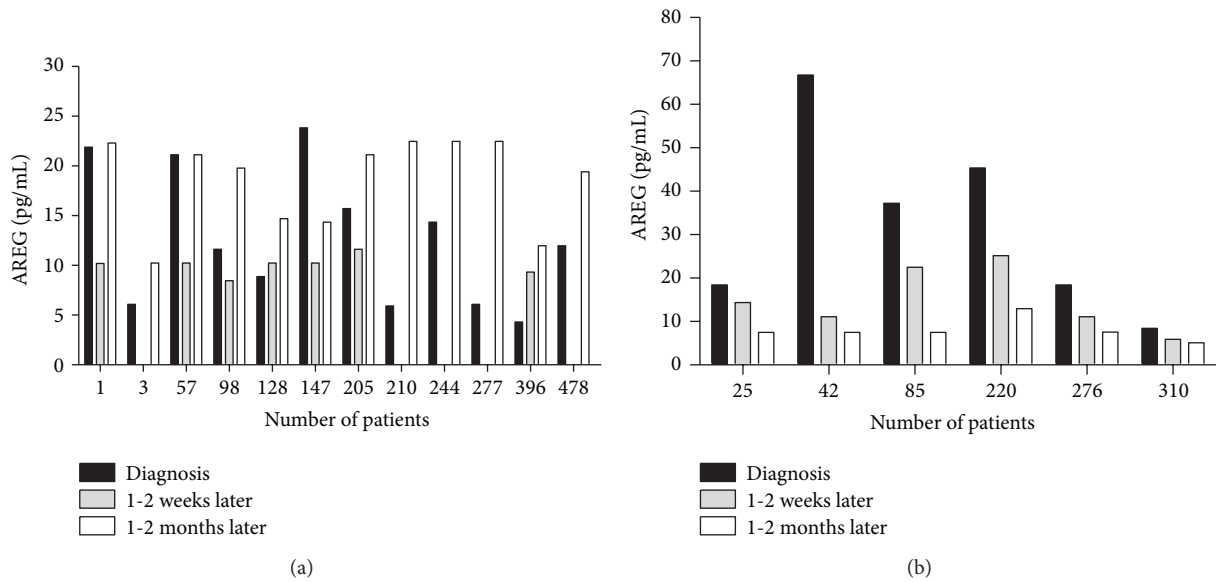 AREG (pg/mL)
30
25
20
15
10
5
0
1 3 57 98 128 147 205 210 244 277 396 478
Number of patients
Diagnosis
1-2 weeks later
1-2 months later
(a)
AREG (pg/mL)
80
70
60
50
40
30
20
10
0
25 42 85 220 276 310
Number of patients
Diagnosis
1-2 weeks later
1-2 months later
(b)